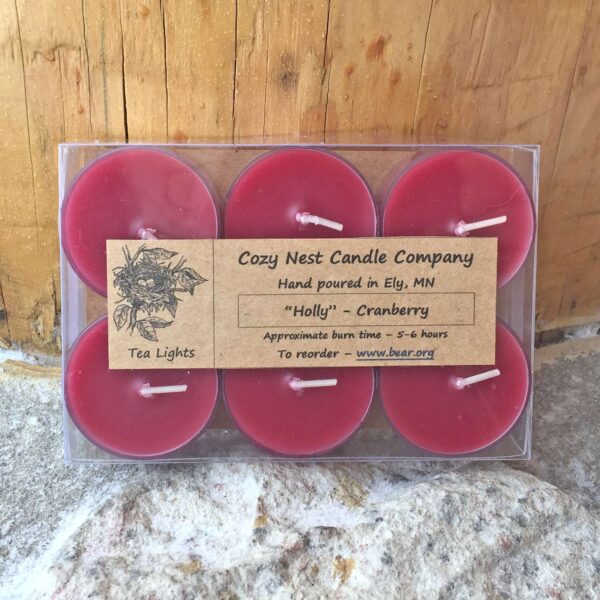 Cozy Nest Candle Company
Hand poured in Ely, MN
“Holly” - Cranberry
Approximate burn time - 5-6 hours
To reorder - www.bear.org
Tea Lights